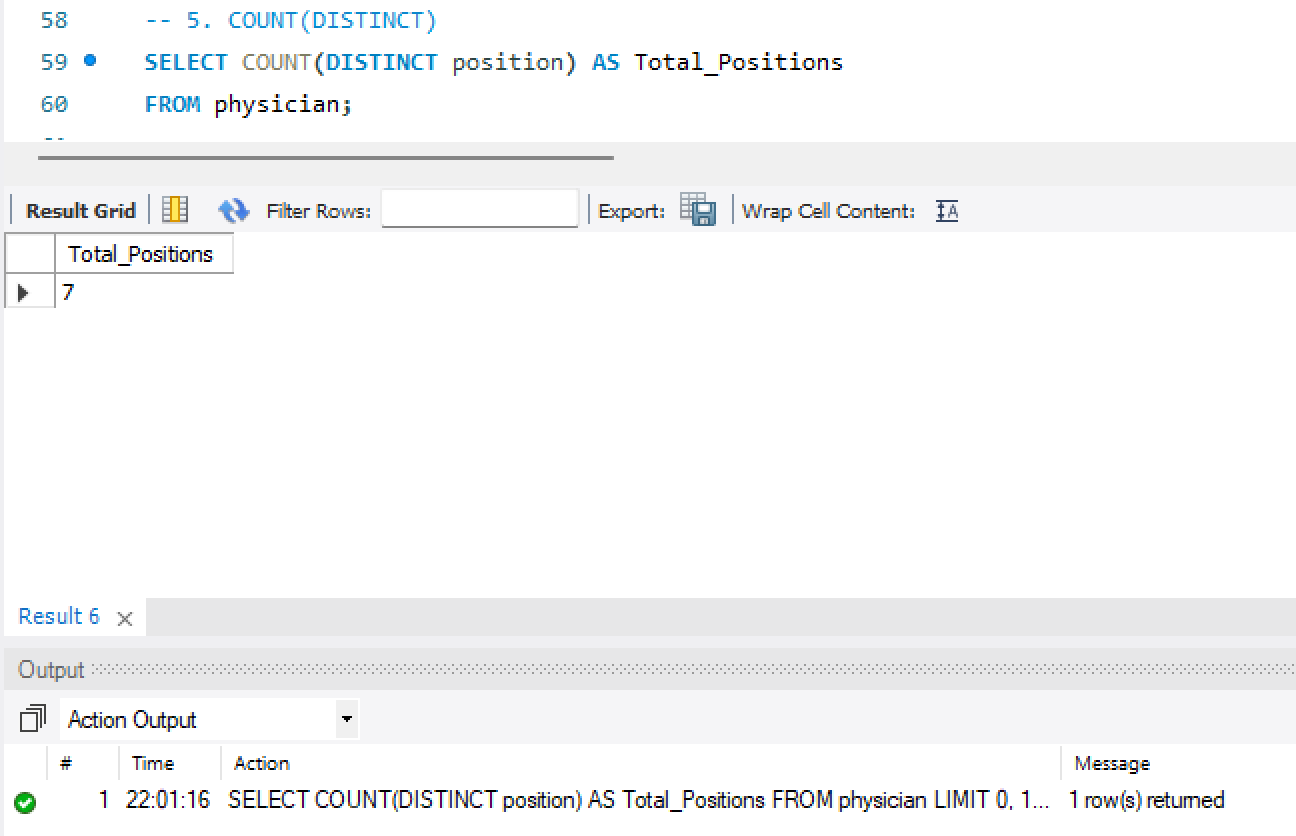 58 -- 5. COUNT(DISTINCT)
59 SELECT COUNT(DISTINCT position) AS Total_Positions
60 FROM physician;
Result Grid Filter Rows: Export: Wrap Cell Content: IA
Total_Positions
7
Result 6
Output
Action Output
# Time Action Message
1 22:01:16 SELECT COUNT(DISTINCT position) AS Total_Positions FROM physician LIMIT 0, 1... 1 row(s) returned